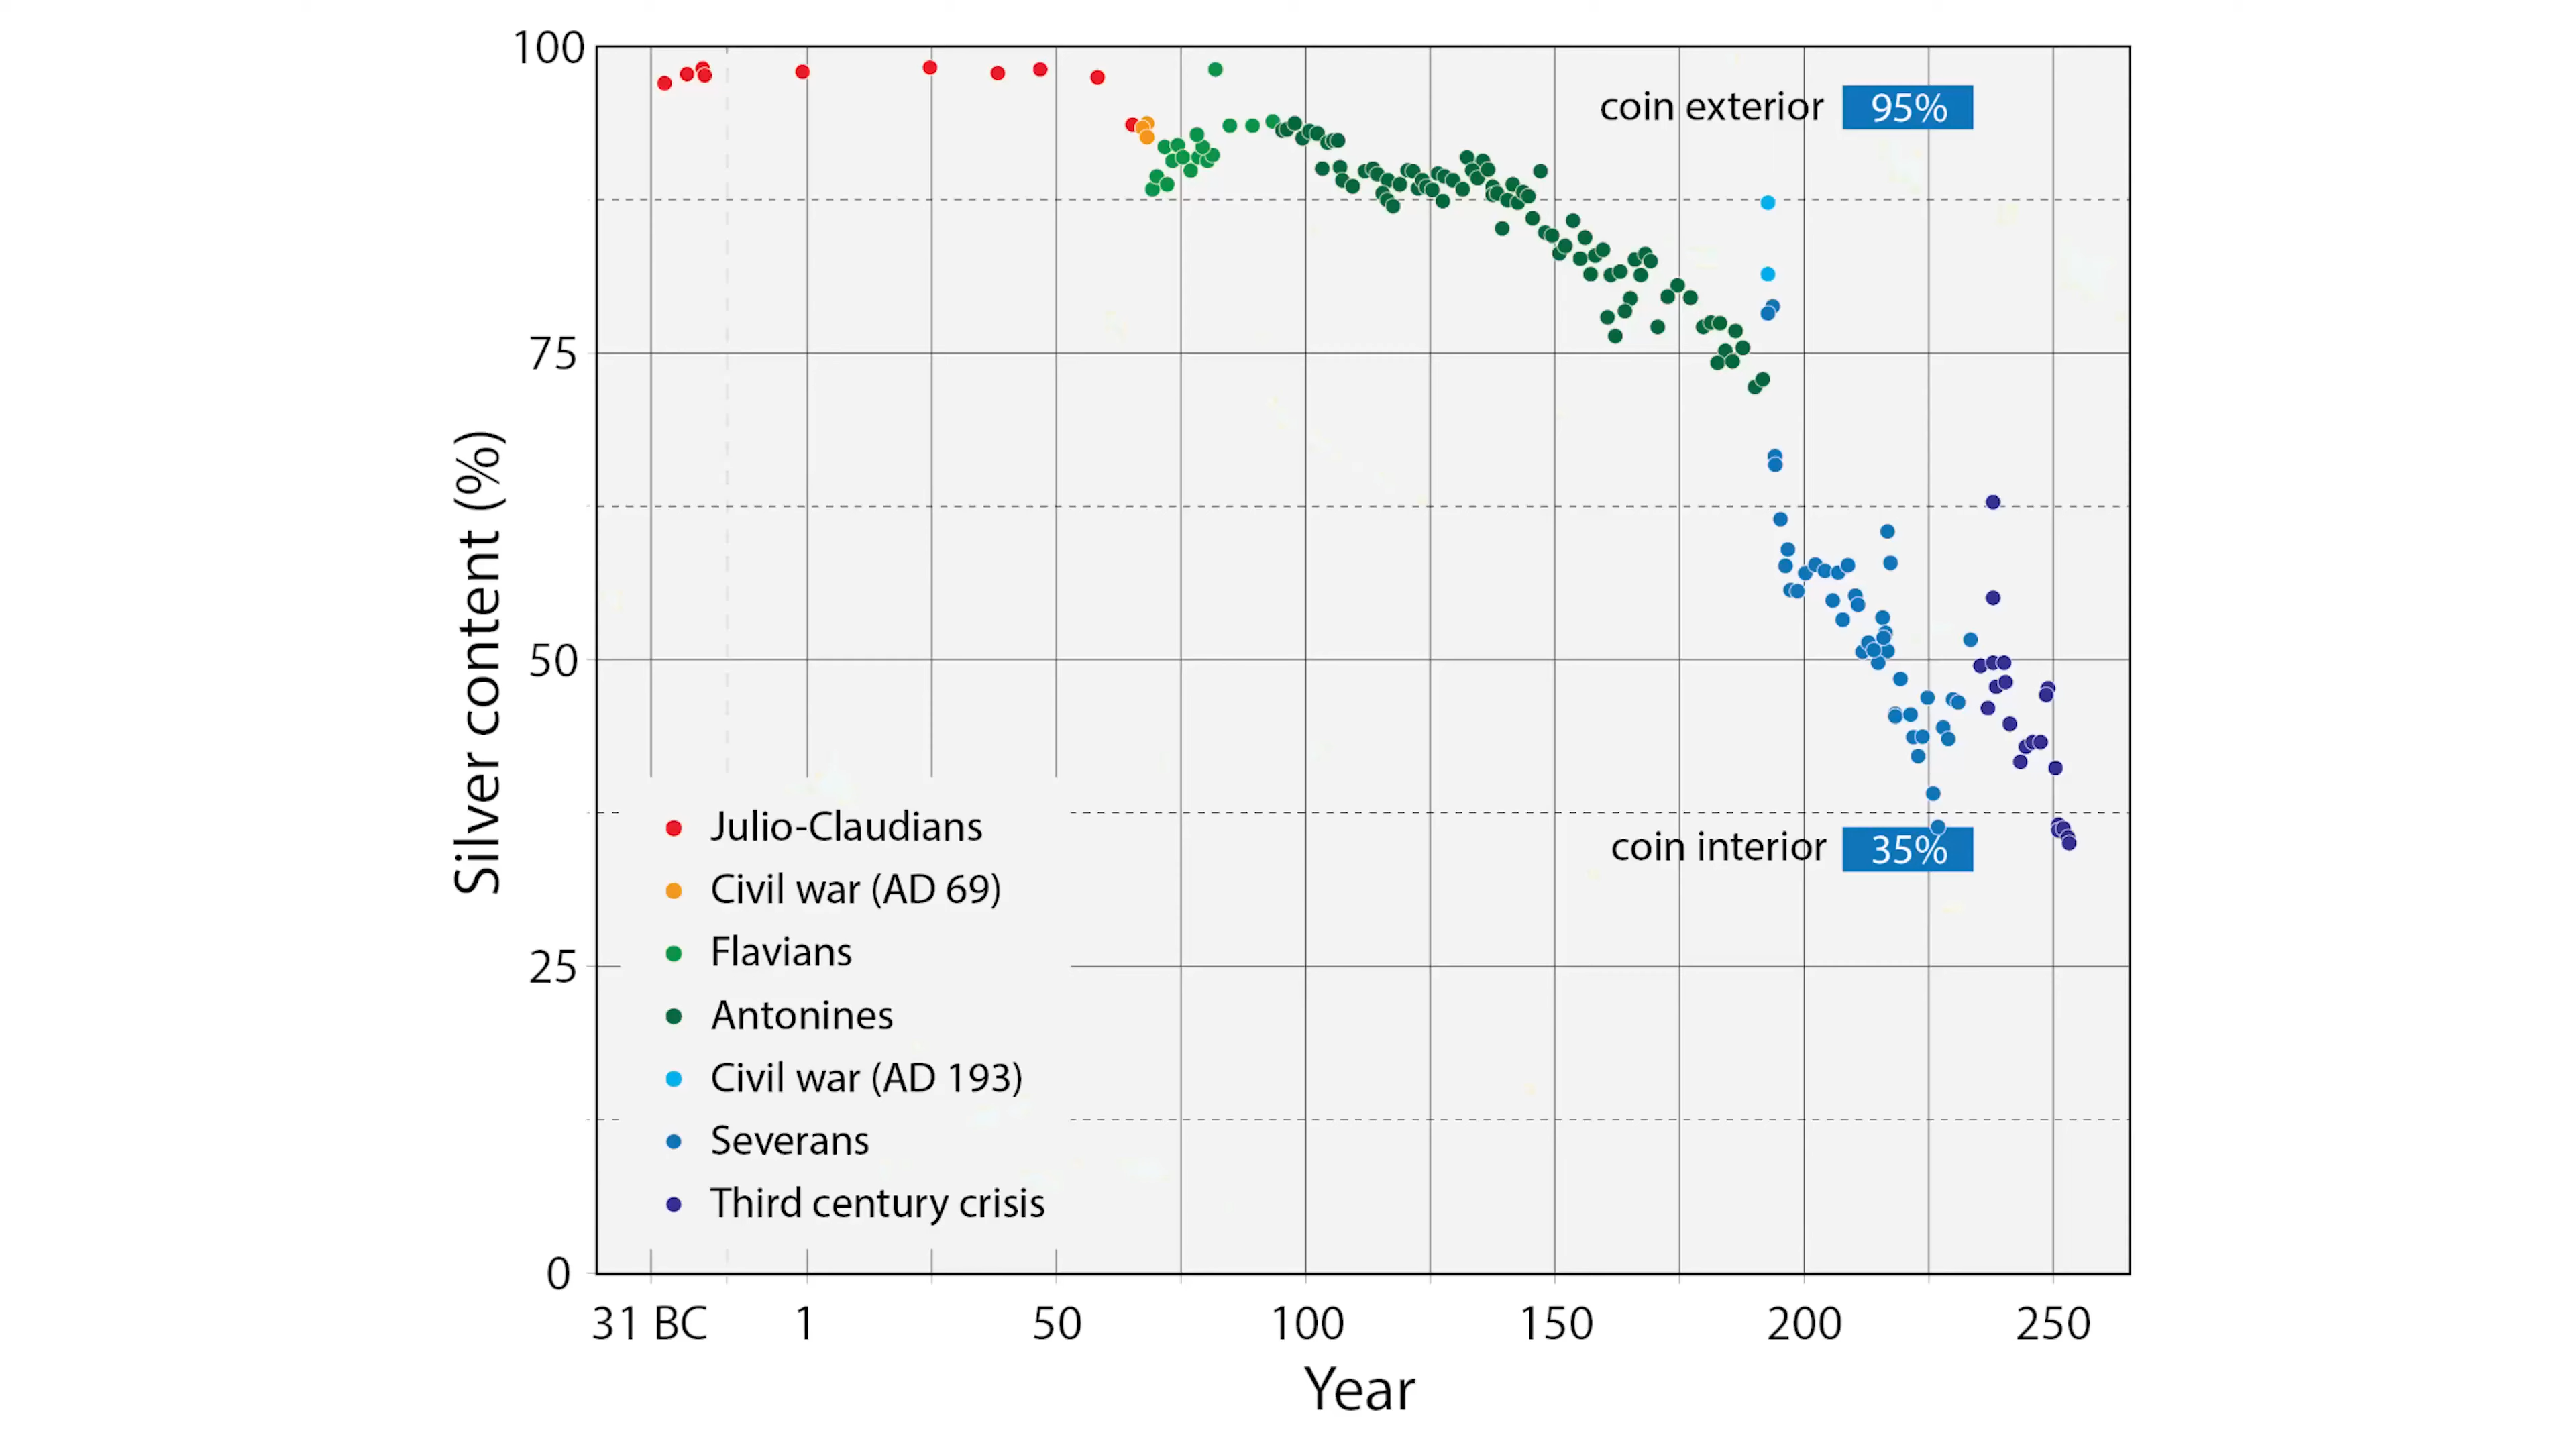 100
75
50
25
0
Silver content (%)
coin exterior 95%
coin interior 35%
Julio-Claudians
Civil war (AD 69)
Flavians
Antonines
Civil war (AD 193)
Severans
Third century crisis
31 BC 1 50 100 150 200 250
Year